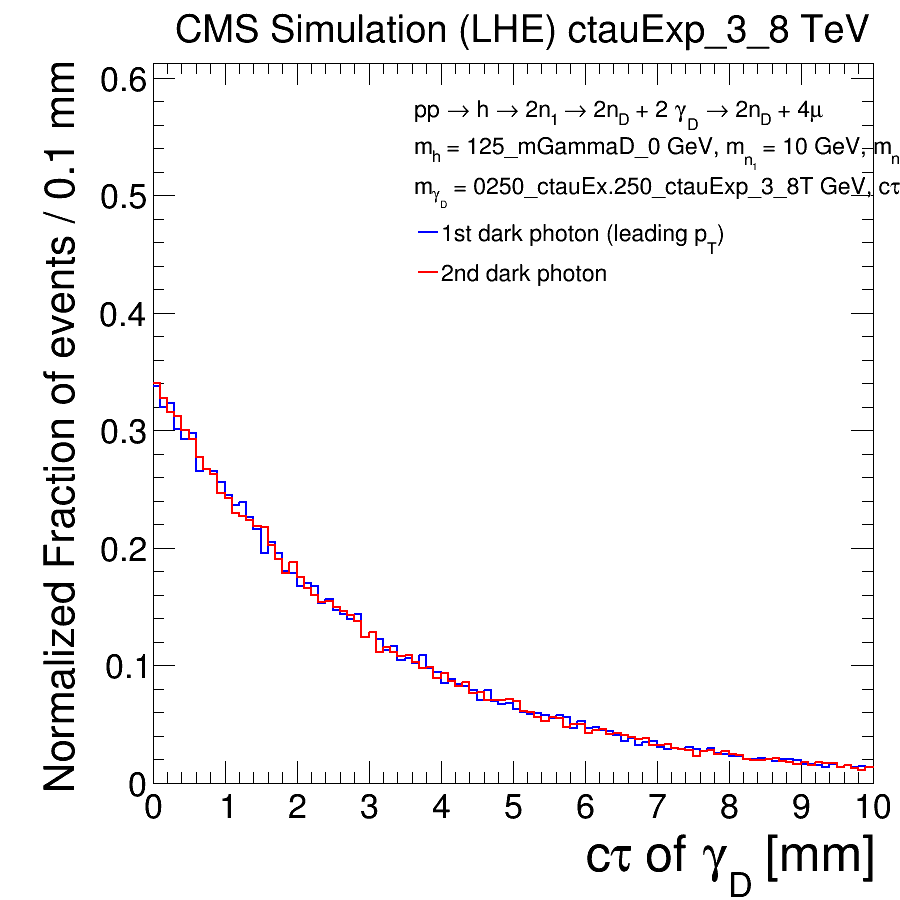 CMS Simulation (LHE) ctauExp_3_8 TeV
pp → h → 2n1 → 2nD + 2 γD → 2nD + 4μ
mh = 125_mGammaD_0 GeV, mn1 = 10 GeV, mn
mγD = 0250_ctauEx.250_ctauExp_3_8T GeV, cτ
1st dark photon (leading pT)
2nd dark photon
Normalized Fraction of events / 0.1 mm
0.6
0.5
0.4
0.3
0.2
0.1
0
0 1 2 3 4 5 6 7 8 9 10
cτ of γD [mm]